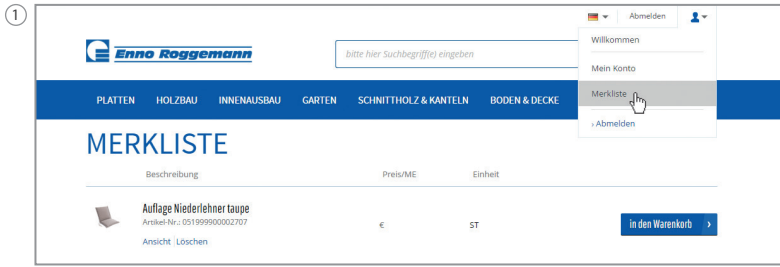 1
Abmelden
Willkommen
Enno Roggemann
bitte hier Suchbegriff(e) eingeben
Mein Konto
Merkliste
PLATTEN HOLZBAU INNENAUSBAU GARTEN SCHNITTHOLZ & KANTELN BODEN & DECKE
› Abmelden
MERKLISTE
Beschreibung Preis/ME Einheit
Auflage Niederlehner taupe
Artikel-Nr.: 051999900002707
€ ST in den Warenkorb ›
Ansicht | Löschen